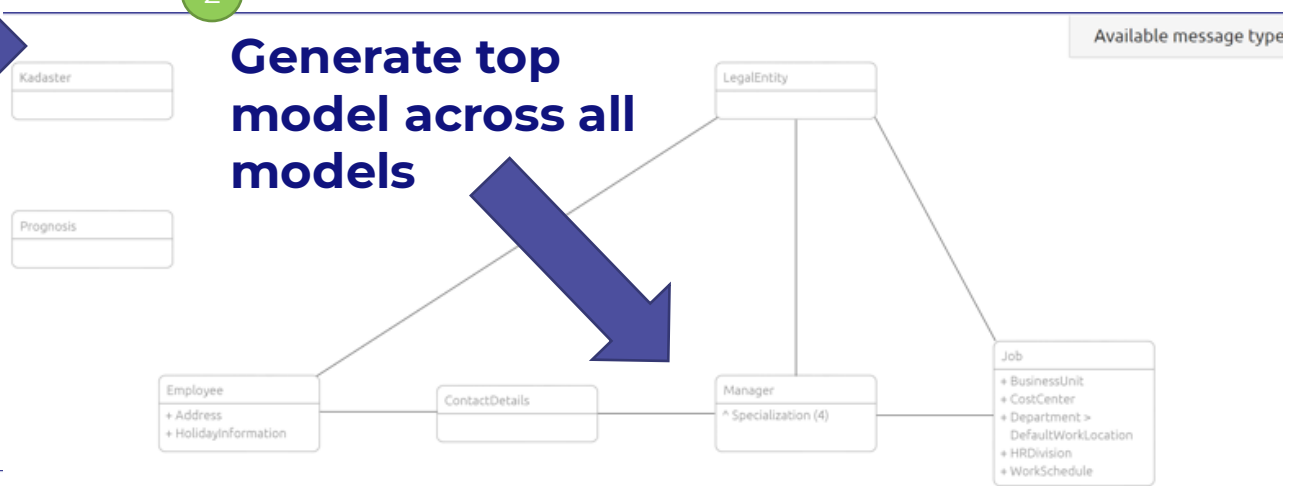 2
Available message type
Generate top
model across all
models
Kadaster
LegalEntity
Prognosis
Employee
+ Address
+ HolidayInformation
ContactDetails
Manager
^ Specialization (4)
Job
+ BusinessUnit
+ CostCenter
+ Department >
DefaultWorkLocation
+ HRDivision
+ WorkSchedule